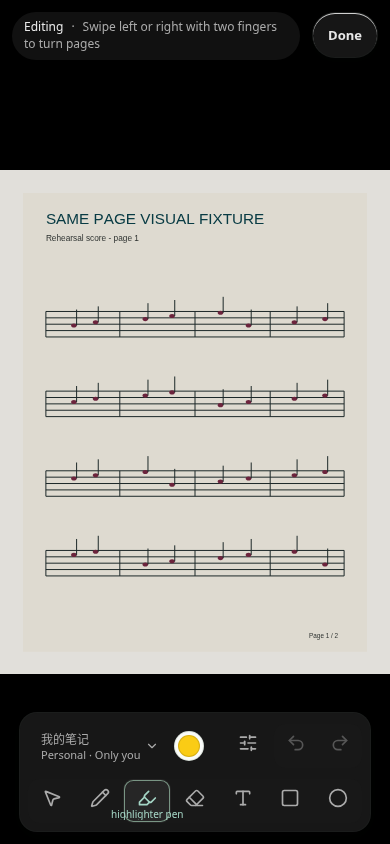 Editing · Swipe left or right with two fingers
to turn pages
Done
SAME PAGE VISUAL FIXTURE
Rehearsal score - page 1
Page 1 / 2
我的笔记
Personal · Only you
highlighter pen
T